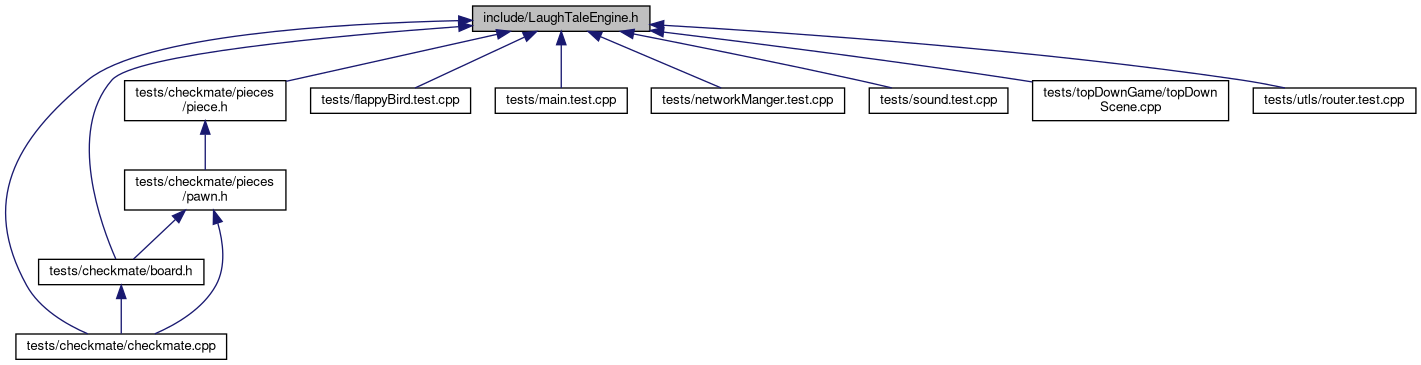 include/LaughTaleEngine.h
tests/checkmate/pieces
/piece.h
tests/flappyBird.test.cpp
tests/main.test.cpp
tests/networkManger.test.cpp
tests/sound.test.cpp
tests/topDownGame/topDown
Scene.cpp
tests/utls/router.test.cpp
tests/checkmate/pieces
/pawn.h
tests/checkmate/board.h
tests/checkmate/checkmate.cpp